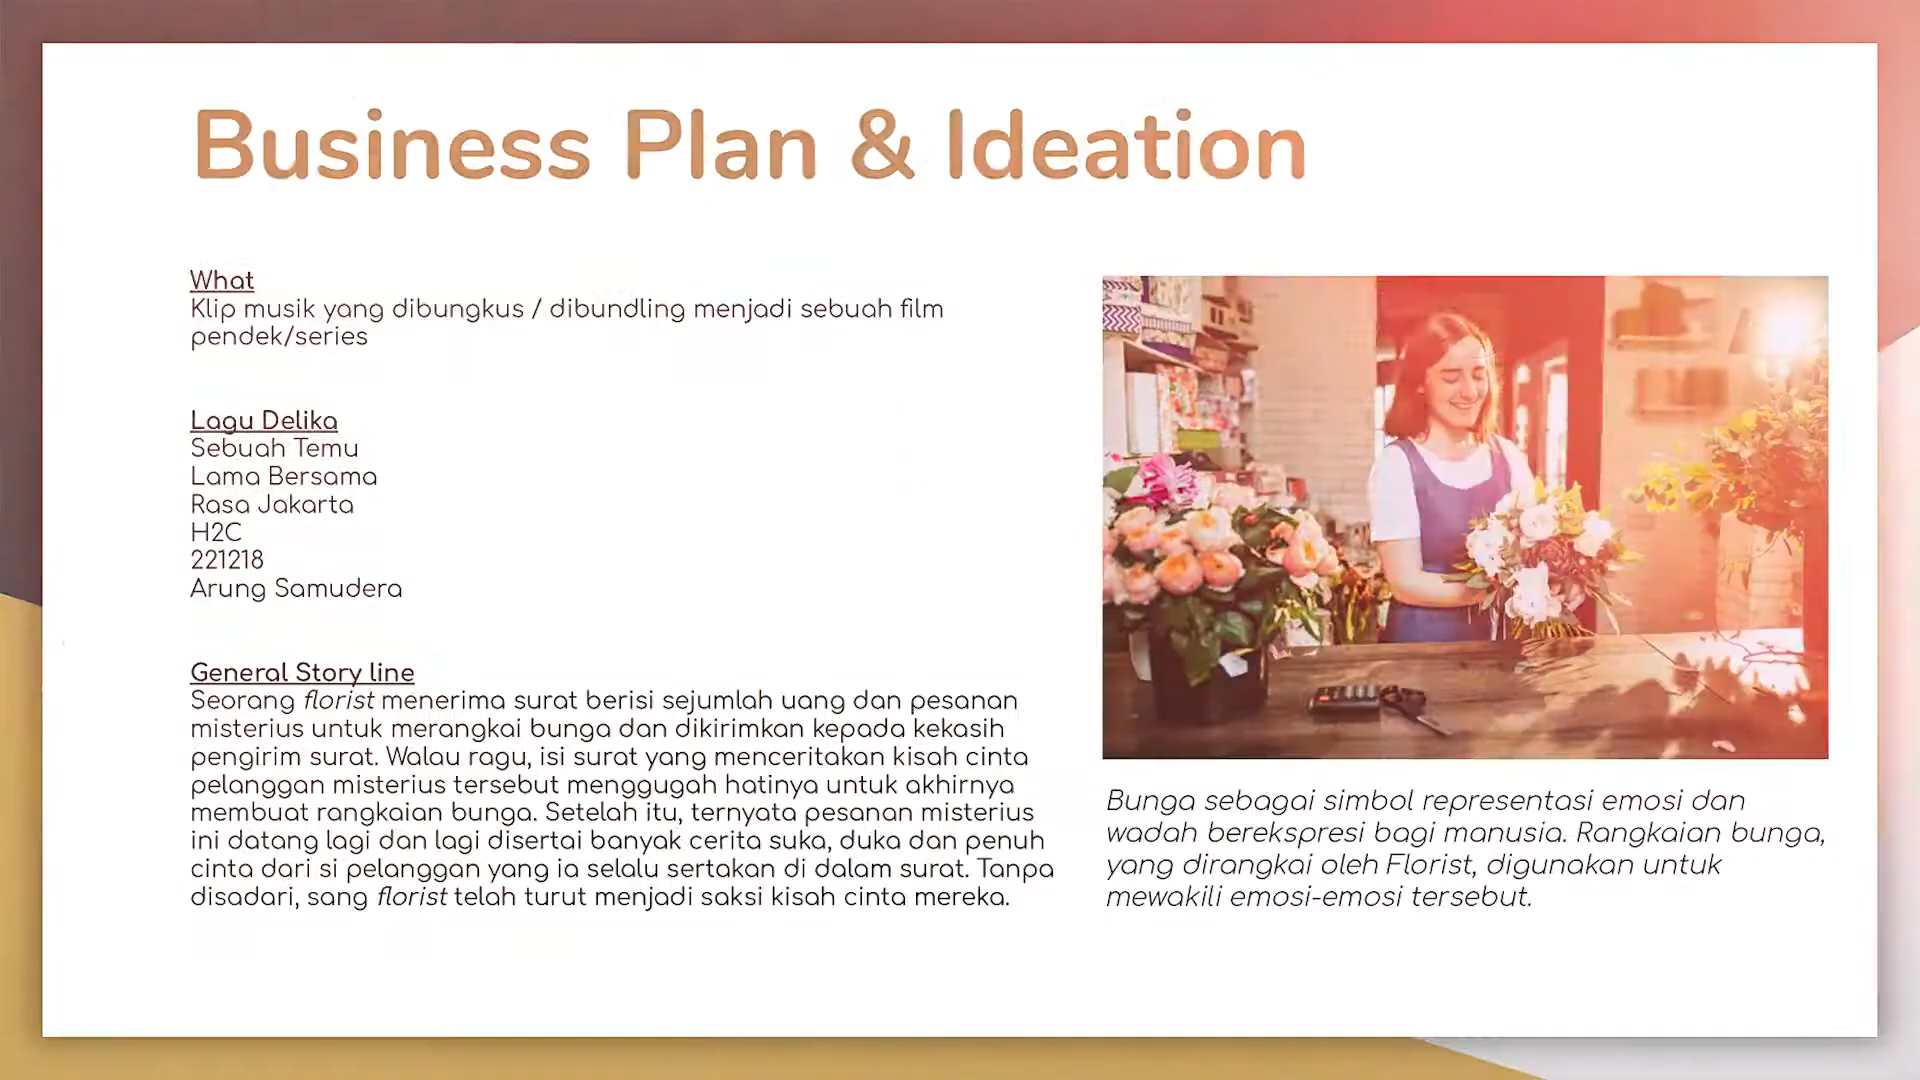 Business Plan & Ideation
What
Klip musik yang dibungkus / dibundling menjadi sebuah film
pendek/series
Lagu Delika
Sebuah Temu
Lama Bersama
Rasa Jakarta
H2C
221218
Arung Samudera
General Story line
Seorang florist menerima surat berisi sejumlah uang dan pesanan
misterius untuk merangkai bunga dan dikirimkan kepada kekasih
pengirim surat. Walau ragu, isi surat yang menceritakan kisah cinta
pelanggan misterius tersebut menggugah hatinya untuk akhirnya
membuat rangkaian bunga. Setelah itu, ternyata pesanan misterius
ini datang lagi dan lagi disertai banyak cerita suka, duka dan penuh
cinta dari si pelanggan yang ia selalu sertakan di dalam surat. Tanpa
disadari, sang florist telah turut menjadi saksi kisah cinta mereka.
Bunga sebagai simbol representasi emosi dan
wadah berekspresi bagi manusia. Rangkaian bunga,
yang dirangkai oleh Florist, digunakan untuk
mewakili emosi-emosi tersebut.